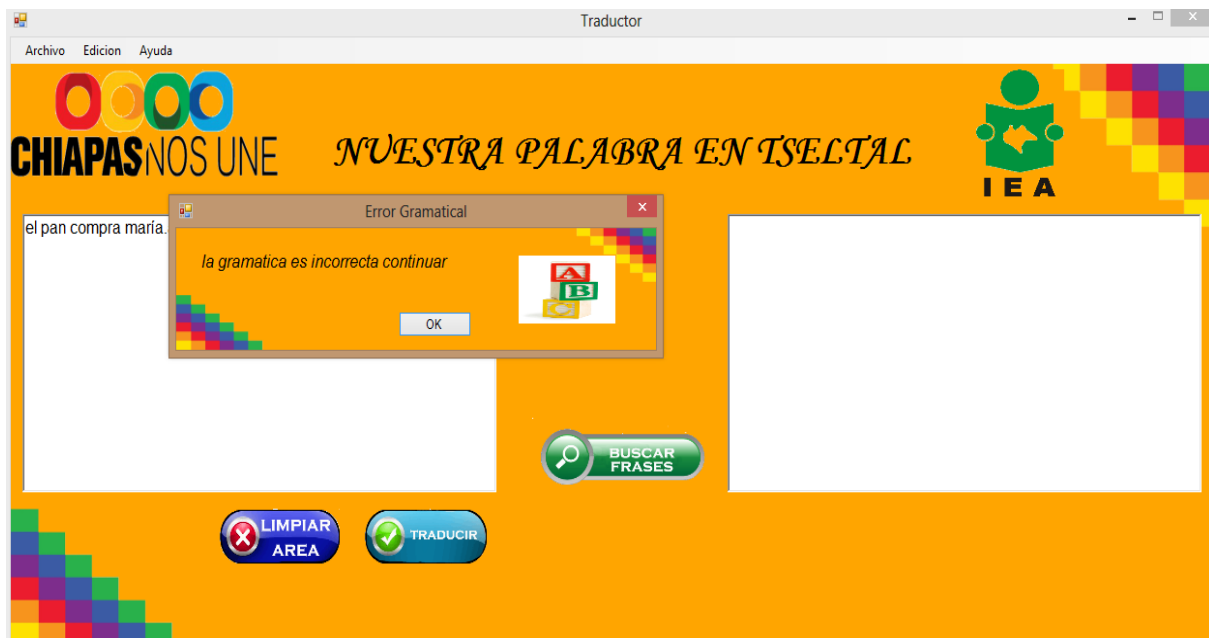 Traductor
Archivo Edicion Ayuda
CHIAPAS NOS UNE
NUESTRA PALABRA EN TSELTAL
IEA
el pan compra maría.
Error Gramatical
la gramatica es incorrecta continuar
A
B
C
OK
BUSCAR
FRASES
LIMPIAR
AREA
TRADUCIR